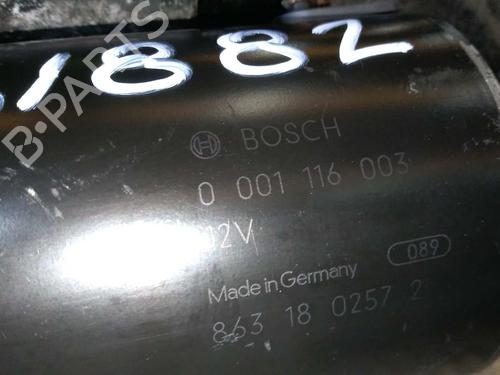 1882
B-PARTS
BOSCH
0 001 116 003
12V
089
Made in Germany
863 18 0257 2